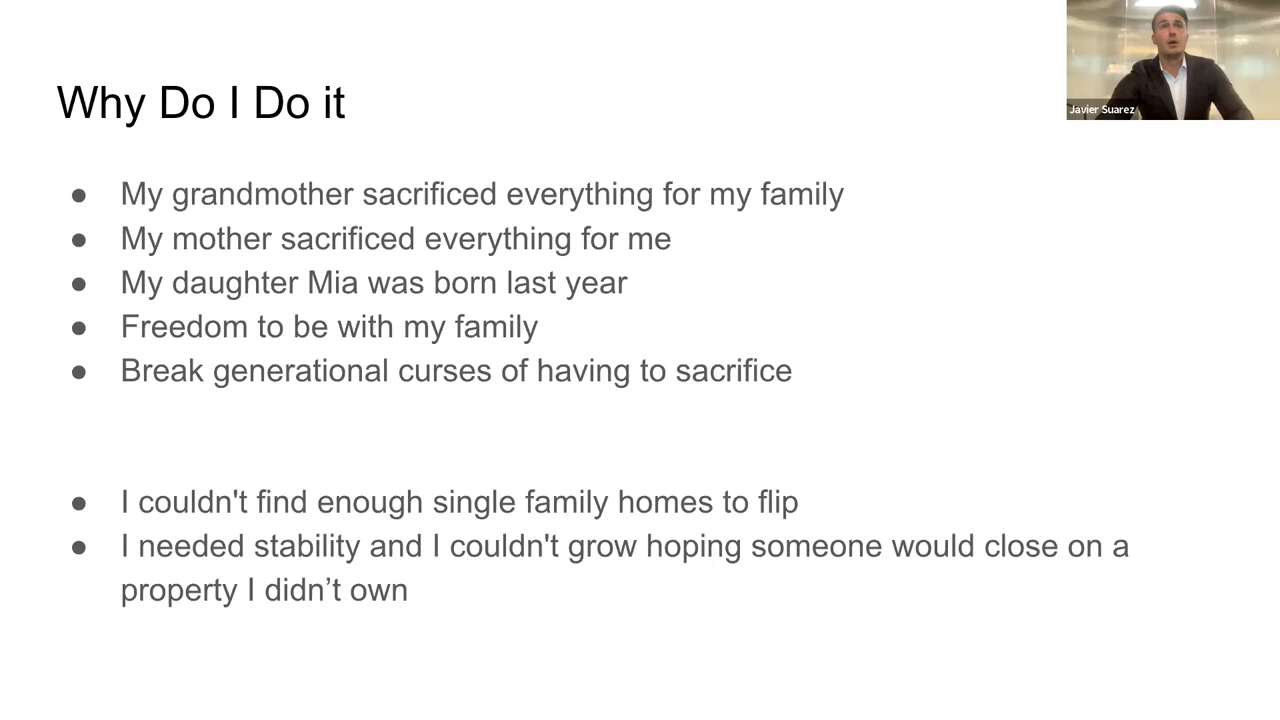 Why Do I Do it
Javier Suarez
● My grandmother sacrificed everything for my family
● My mother sacrificed everything for me
● My daughter Mia was born last year
● Freedom to be with my family
● Break generational curses of having to sacrifice
● I couldn't find enough single family homes to flip
● I needed stability and I couldn't grow hoping someone would close on a
property I didn’t own